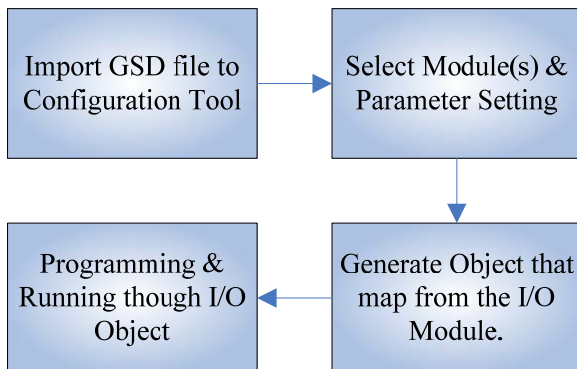 Import GSD file to
Configuration Tool
Select Module(s) &
Parameter Setting
Generate Object that
map from the I/O
Module.
Programming &
Running though I/O
Object